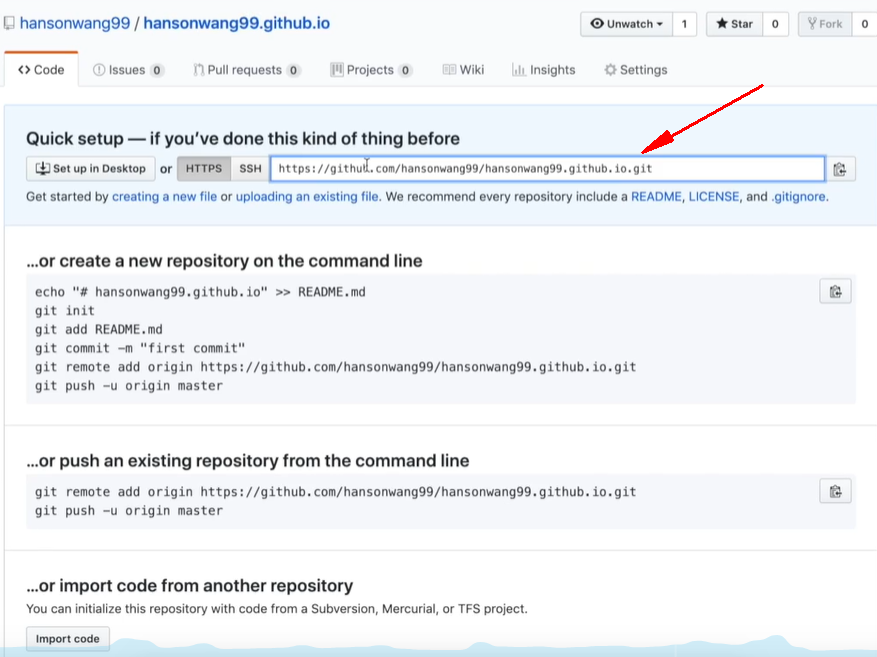 hansonwang99 / hansonwang99.github.io
Unwatch 1 Star 0 Fork 0
Code Issues 0 Pull requests 0 Projects 0 Wiki Insights Settings
Quick setup — if you've done this kind of thing before
Set up in Desktop or HTTPS SSH https://github.com/hansonwang99/hansonwang99.github.io.git
Get started by creating a new file or uploading an existing file. We recommend every repository include a README, LICENSE, and .gitignore.
...or create a new repository on the command line
echo "# hansonwang99.github.io" >> README.md
git init
git add README.md
git commit -m "first commit"
git remote add origin https://github.com/hansonwang99/hansonwang99.github.io.git
git push -u origin master
...or push an existing repository from the command line
git remote add origin https://github.com/hansonwang99/hansonwang99.github.io.git
git push -u origin master
...or import code from another repository
You can initialize this repository with code from a Subversion, Mercurial, or TFS project.
Import code